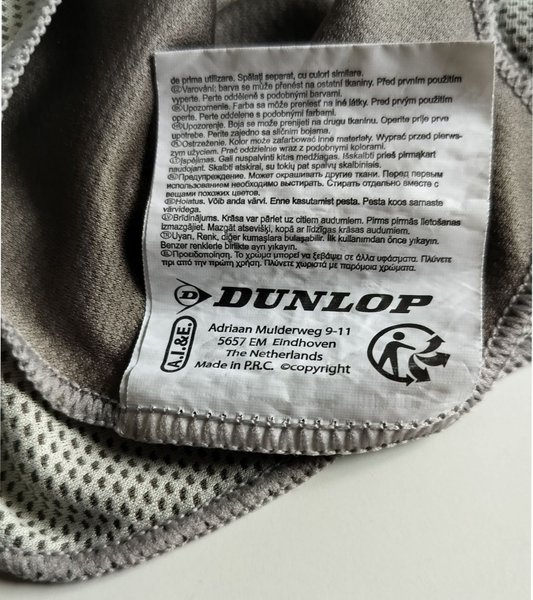 de prima utilizare. Spălați separat, cu culori similare.
Varování: barva se může přenést na ostatní tkaniny. Před prvním použitím
vyperte. Perte odděleně s podobnými barvami.
Upozornenie. Farba sa môže preniesť na iné látky. Pred prvým použitím
operte. Perte oddelene s podobnými farbami.
Upozorenje. Boja se može prenijeti na drugu tkaninu. Operite prije prve
upotrebe. Perite zajedno sa sličnim bojama.
Ostrzeżenie. Kolor może zafarbować inne materiały. Wyprać przed pierws-
zym użyciem. Prać oddzielnie wraz z podobnymi kolorami.
Įspėjimas. Gali nuspalvinti kitas medžiagas. Išskalbti prieš pirmąkart
naudojant. Skalbti atskirai, su tokių pat spalvų skalbiniais.
Предупреждение. Может окрашивать другие ткани. Перед первым
использованием необходимо выстирать. Стирать отдельно вместе с
вещами похожих цветов.
Hoiatus. Võib anda värvi. Enne kasutamist pesta. Pesta koos samaste
värvidega.
Brīdinājums. Krāsa var pāriet uz citiem audumiem. Pirms pirmās lietošanas
izmazgājiet. Mazgāt atsevišķi, kopā ar līdzīgas krāsas audumiem.
Uyarı. Renk, diğer kumaşlara bulaşabilir. İlk kullanımdan önce yıkayın.
Benzer renklerle birlikte ayrı yıkayın.
Προειδοποίηση. Το χρώμα μπορεί να ξεβάψει σε άλλα υφάσματα. Πλύνετε
πρι από την πρώτη χρήση. Πλύνετε χωριστά με παρόμοια χρώματα.
D DUNLOP
A.I.&E.
Adriaan Mulderweg 9-11
5657 EM Eindhoven
The Netherlands
Made in P.R.C. ©copyright